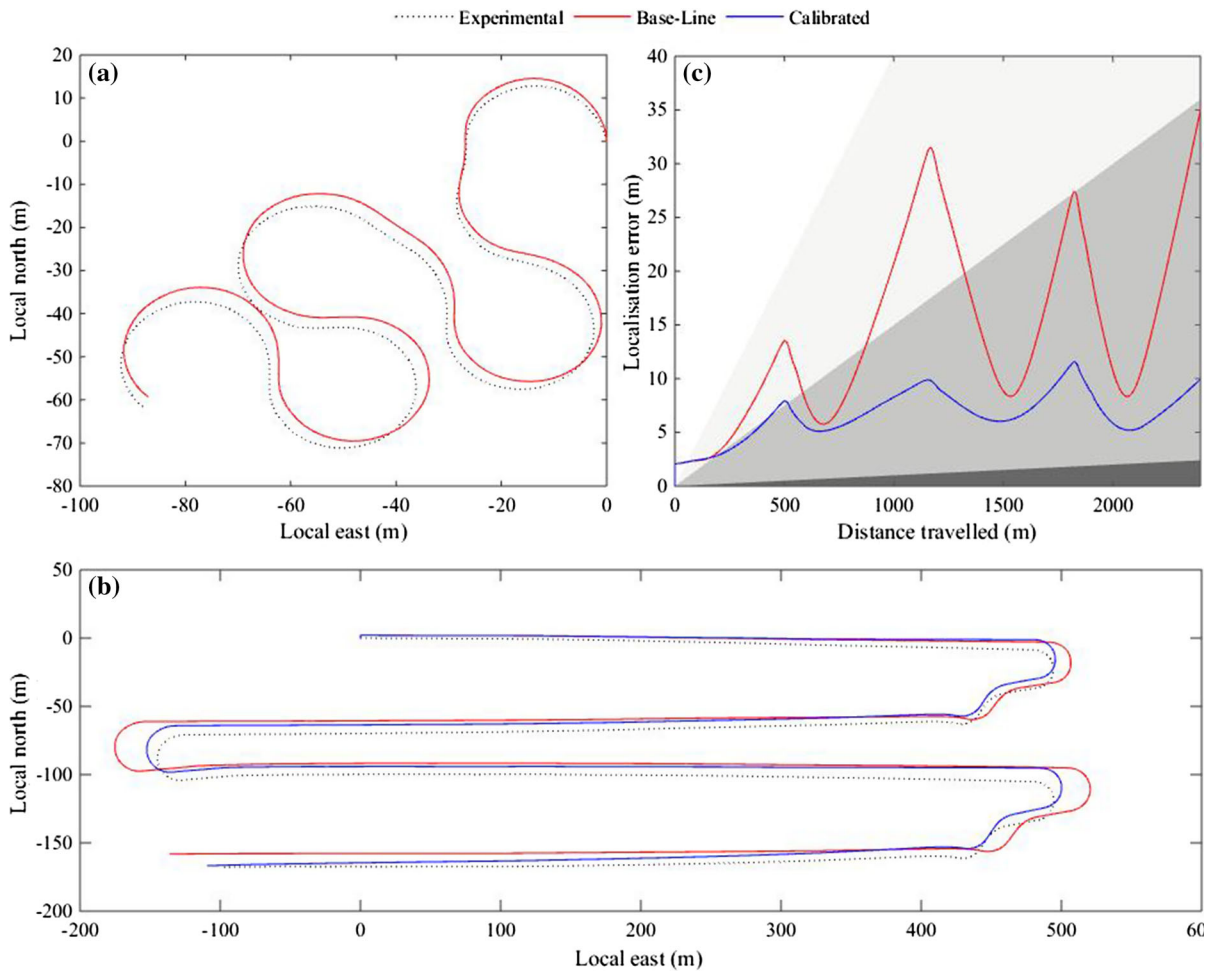 Experimental Base-Line Calibrated
(a)
20
10
0
-10
-20
-30
-40
-50
-60
-70
-80
-100 -80 -60 -40 -20 0
Local north (m)
Local east (m)
(c)
40
35
30
25
20
15
10
5
0
0 500 1000 1500 2000
Localisation error (m)
Distance travelled (m)
(b)
50
0
-50
-100
-150
-200
-200 -100 0 100 200 300 400 500 60
Local north (m)
Local east (m)